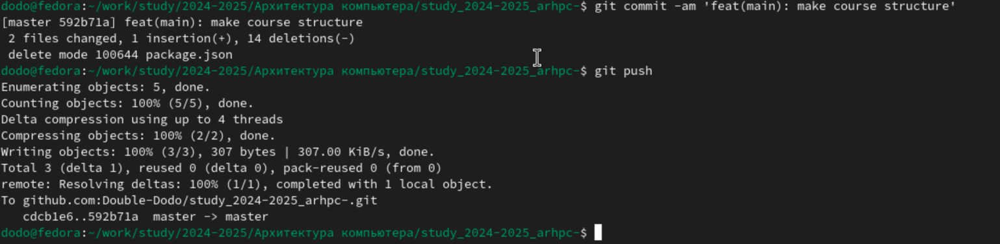 dodo@fedora:~/work/study/2024-2025/Архитектура компьютера/study_2024-2025_arhpc-$ git commit -am 'feat(main): make course structure'
[master 592b71a] feat(main): make course structure
 2 files changed, 1 insertion(+), 14 deletions(-)
 delete mode 100644 package.json
dodo@fedora:~/work/study/2024-2025/Архитектура компьютера/study_2024-2025_arhpc-$ git push
Enumerating objects: 5, done.
Counting objects: 100% (5/5), done.
Delta compression using up to 4 threads
Compressing objects: 100% (2/2), done.
Writing objects: 100% (3/3), 307 bytes | 307.00 KiB/s, done.
Total 3 (delta 1), reused 0 (delta 0), pack-reused 0 (from 0)
remote: Resolving deltas: 100% (1/1), completed with 1 local object.
To github.com:Double-Dodo/study_2024-2025_arhpc-.git
   cdcb1e6..592b71a  master -> master
dodo@fedora:~/work/study/2024-2025/Архитектура компьютера/study_2024-2025_arhpc-$